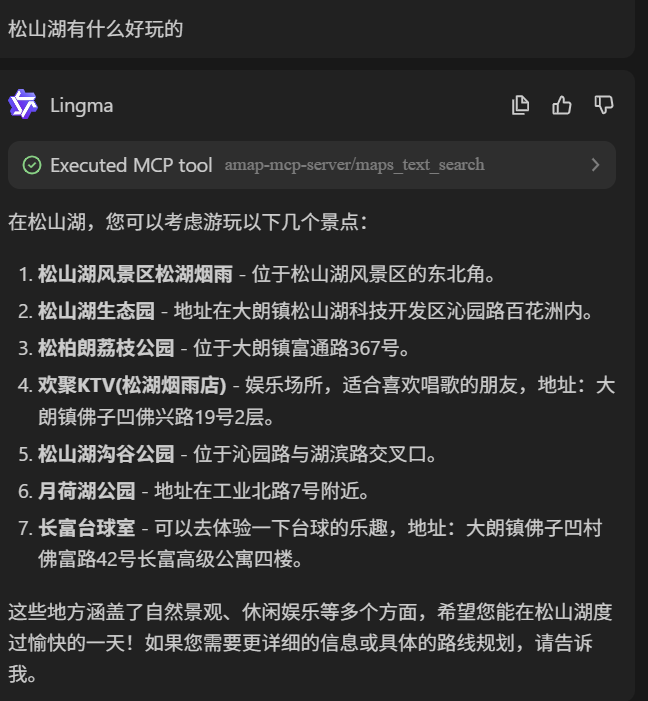 松山湖有什么好玩的
Lingma
Executed MCP tool amap-mcp-server/maps_text_search
在松山湖，您可以考虑游玩以下几个景点：
1. 松山湖风景区松湖烟雨 - 位于松山湖风景区的东北角。
2. 松山湖生态园 - 地址在大朗镇松山湖科技开发区沁园路百花洲内。
3. 松柏朗荔枝公园 - 位于大朗镇富通路367号。
4. 欢聚KTV(松湖烟雨店) - 娱乐场所，适合喜欢唱歌的朋友，地址：大
朗镇佛子凹佛兴路19号2层。
5. 松山湖沟谷公园 - 位于沁园路与湖滨路交叉口。
6. 月荷湖公园 - 地址在工业北路7号附近。
7. 长富台球室 - 可以去体验一下台球的乐趣，地址：大朗镇佛子凹村
佛富路42号长富高级公寓四楼。
这些地方涵盖了自然景观、休闲娱乐等多个方面，希望您能在松山湖度
过愉快的一天！如果您需要更详细的信息或具体的路线规划，请告诉
我。